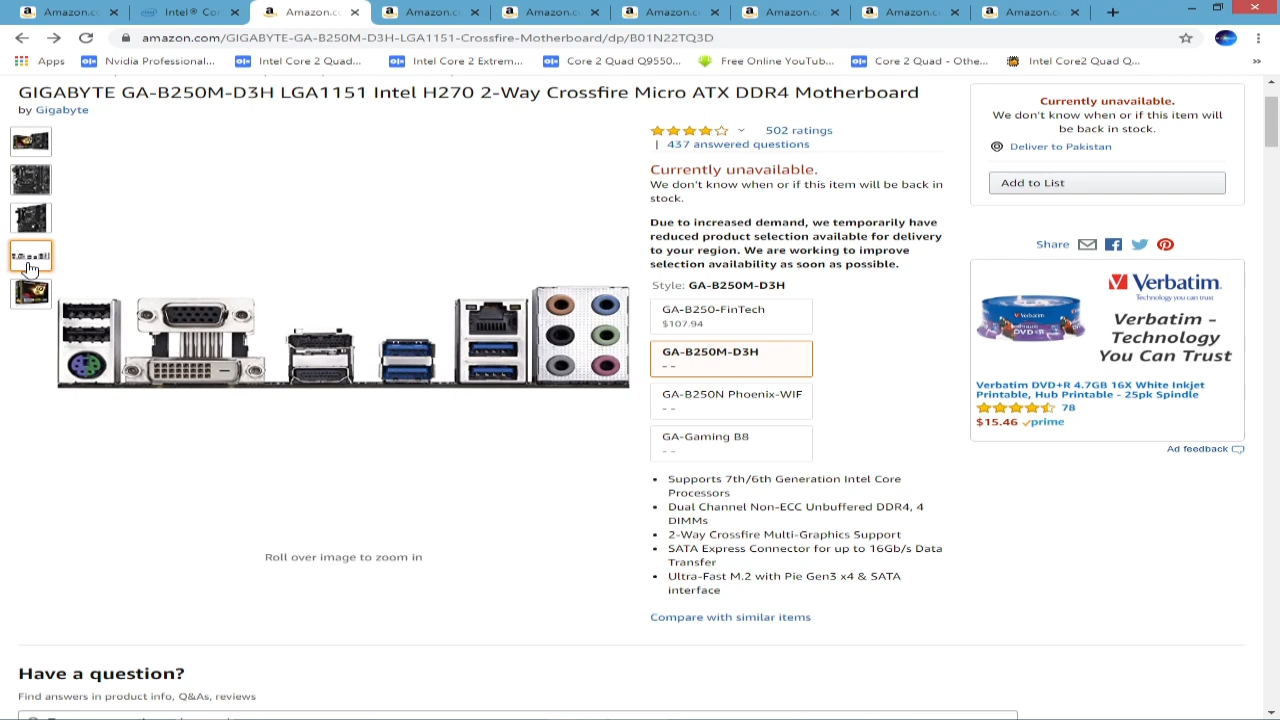 Amazon.co
Intel® Cor
Amazon.c
Amazon.co
Amazon.co
Amazon.co
Amazon.co
Amazon.co
Amazon.c
amazon.com/GIGABYTE-GA-B250M-D3H-LGA1151-Crossfire-Motherboard/dp/B01N22TQ3D
Apps
Nvidia Professional...
Intel Core 2 Quad...
Intel Core 2 Extrem...
Core 2 Quad Q9550...
Free Online YouTub...
Core 2 Quad - Othe...
Intel Core2 Quad Q...
GIGABYTE GA-B250M-D3H LGA1151 Intel H270 2-Way Crossfire Micro ATX DDR4 Motherboard
by Gigabyte
502 ratings
| 437 answered questions
Currently unavailable.
We don't know when or if this item will be back in
stock.
Due to increased demand, we temporarily have
reduced product selection available for delivery
to your region. We are working to improve
selection availability as soon as possible.
Style: GA-B250M-D3H
GA-B250-FinTech
$107.94
GA-B250M-D3H
- -
GA-B250N Phoenix-WIF
- -
GA-Gaming B8
- -
• Supports 7th/6th Generation Intel Core
Processors
• Dual Channel Non-ECC Unbuffered DDR4, 4
DIMMs
• 2-Way Crossfire Multi-Graphics Support
• SATA Express Connector for up to 16Gb/s Data
Transfer
• Ultra-Fast M.2 with Pie Gen3 x4 & SATA
interface
Compare with similar items
Roll over image to zoom in
Currently unavailable.
We don't know when or if this item will
be back in stock.
Deliver to Pakistan
Add to List
Share
Verbatim.
Technology you can trust
Verbatim -
Technology
You Can Trust
Verbatim DVD+R 4.7GB 16X White Inkjet
Printable, Hub Printable - 25pk Spindle
78
$15.46 prime
Ad feedback
Have a question?
Find answers in product info, Q&As, reviews